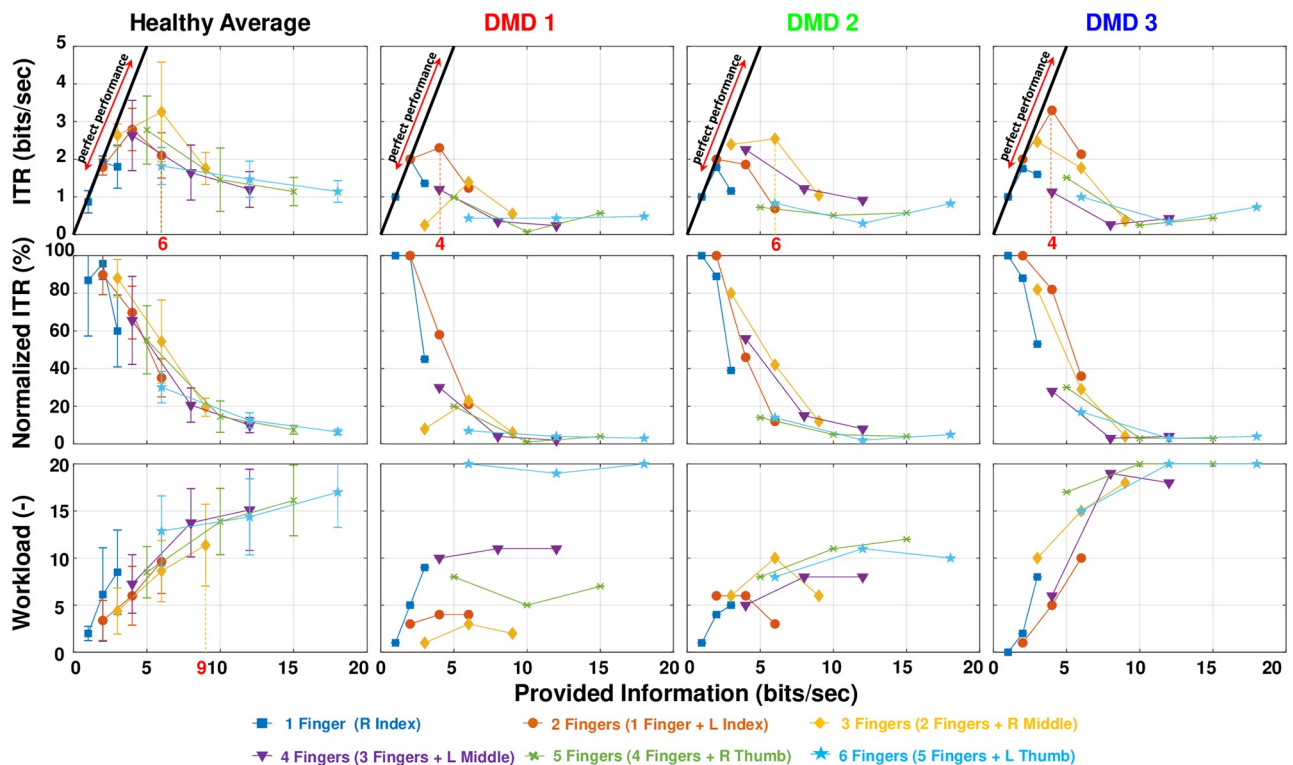 Healthy Average DMD 1 DMD 2 DMD 3
ITR (bits/sec)
5
4
3
2
1
0
perfect performance
perfect performance
perfect performance
perfect performance
6 4 6 4
Normalized ITR (%)
100
80
60
40
20
0
Workload (-)
20
15
10
5
0
0 5 9 10 15 20 0 5 10 15 20 0 5 10 15 20 0 5 10 15 20
Provided Information (bits/sec)
1 Finger (R Index) 2 Fingers (1 Finger + L Index) 3 Fingers (2 Fingers + R Middle)
4 Fingers (3 Fingers + L Middle) 5 Fingers (4 Fingers + R Thumb) 6 Fingers (5 Fingers + L Thumb)